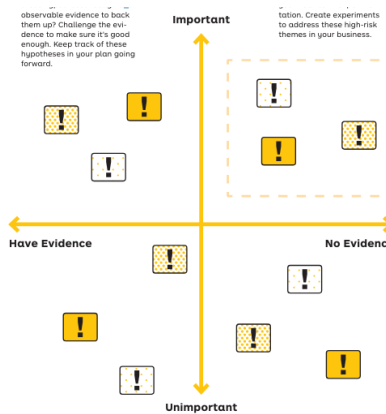 observable evidence to back
them up? Challenge the evi-
dence to make sure it's good
enough. Keep track of these
hypotheses in your plan going
forward.
Important
tation. Create experiments
to address these high-risk
themes in your business.
!
!
!
!
!
!
Have Evidence
No Evidence
!
!
!
!
!
!
Unimportant